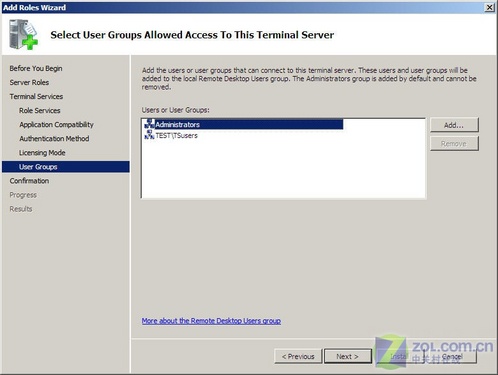 Add Roles Wizard
Select User Groups Allowed Access To This Terminal Server
Before You Begin
Server Roles
Terminal Services
Role Services
Application Compatibility
Authentication Method
Licensing Mode
User Groups
Confirmation
Progress
Results
Add the users or user groups that can connect to this terminal server. These users and user groups will be
added to the local Remote Desktop Users group. The Administrators group is added by default and cannot be
removed.
Users or User Groups:
Administrators
TEST\TSusers
Add...
Remove
More about the Remote Desktop Users group
< Previous
Next >
Install
Cancel
ZOL.COM.CN
中关村在线